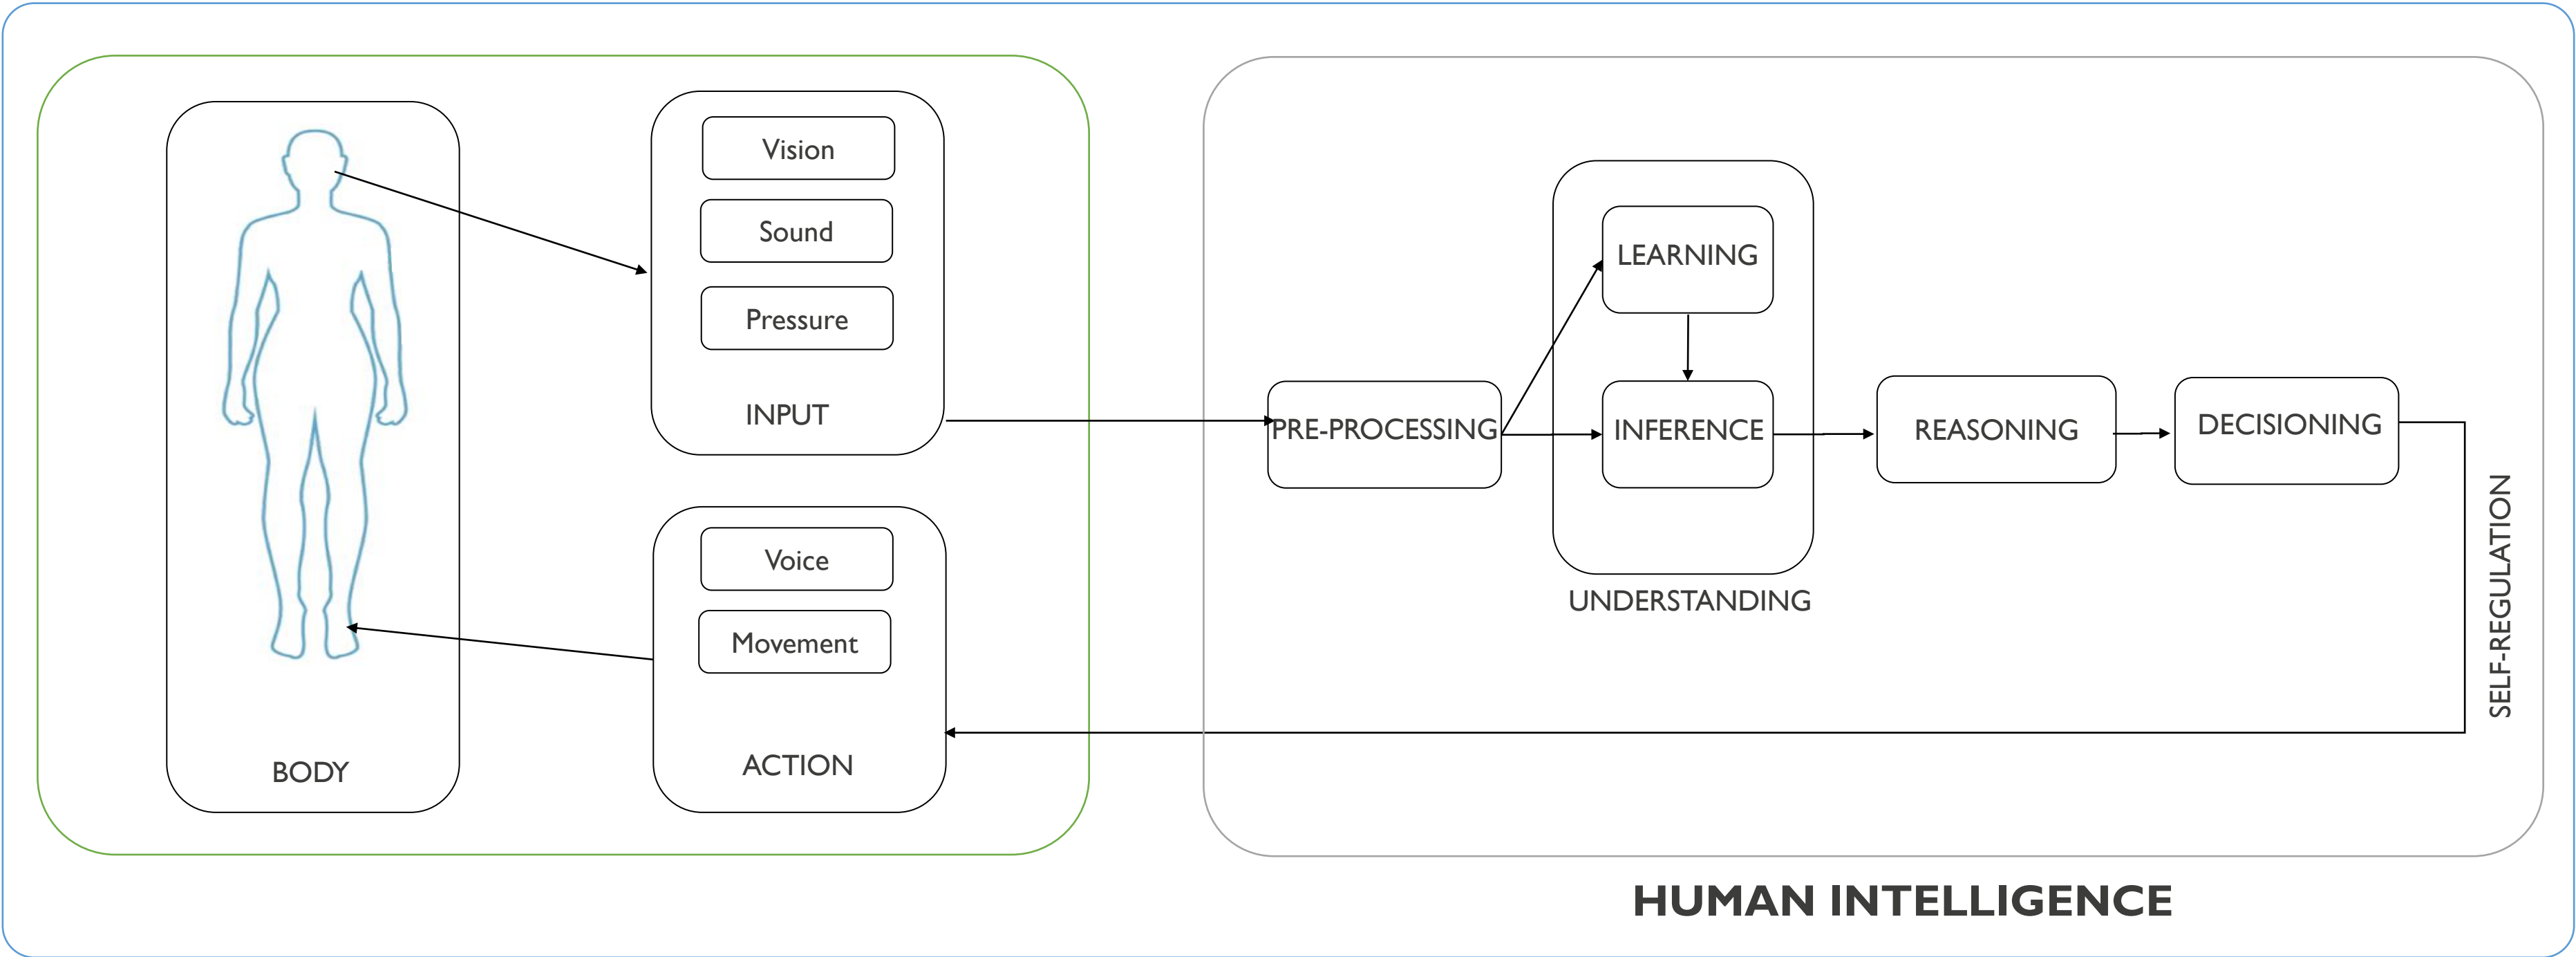 Vision
Sound
Pressure
INPUT
Voice
Movement
ACTION
BODY
PRE-PROCESSING
LEARNING
INFERENCE
UNDERSTANDING
REASONING
DECISIONING
SELF-REGULATION
HUMAN INTELLIGENCE